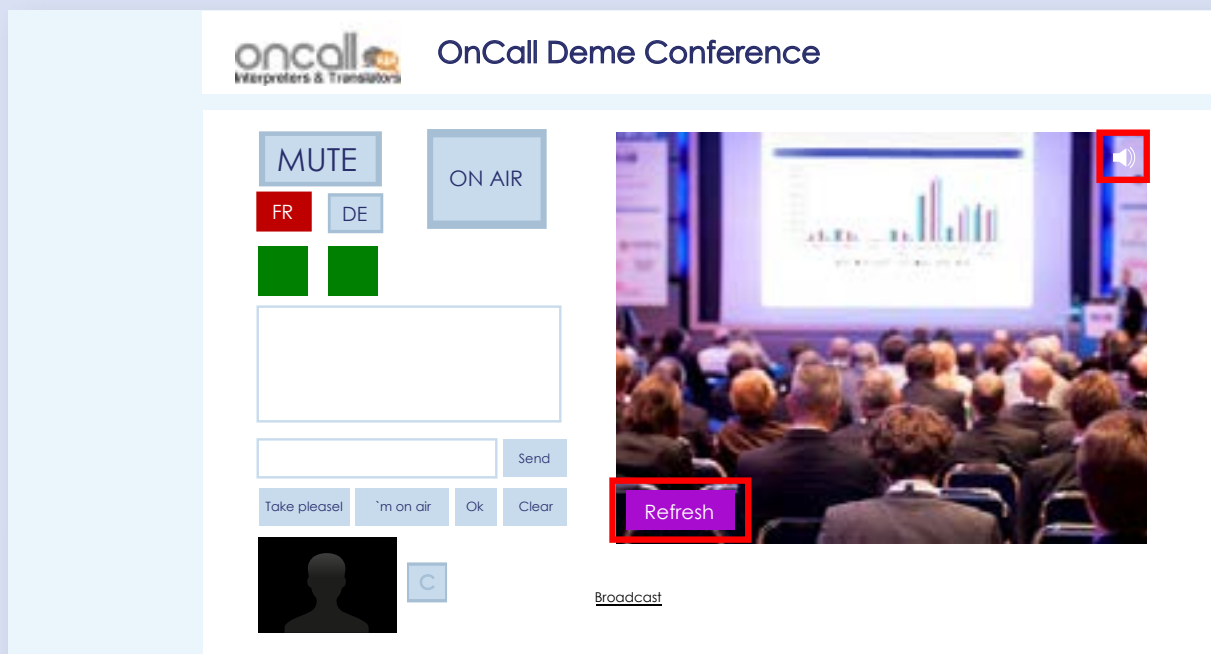 oncall
Interpreters & Translators
OnCall Deme Conference
MUTE
ON AIR
FR
DE
Send
Take pleasel
`m on air
Ok
Clear
Refresh
C
Broadcast